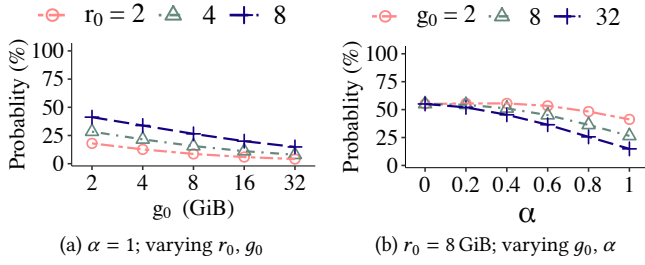 r0 = 2 4 8
Probablity (%)
100
75
50
25
0
2 4 8 16 32
g0 (GiB)
(a) α = 1; varying r0, g0
g0 = 2 8 32
Probablity (%)
100
75
50
25
0
0 0.2 0.4 0.6 0.8 1
α
(b) r0 = 8 GiB; varying g0, α